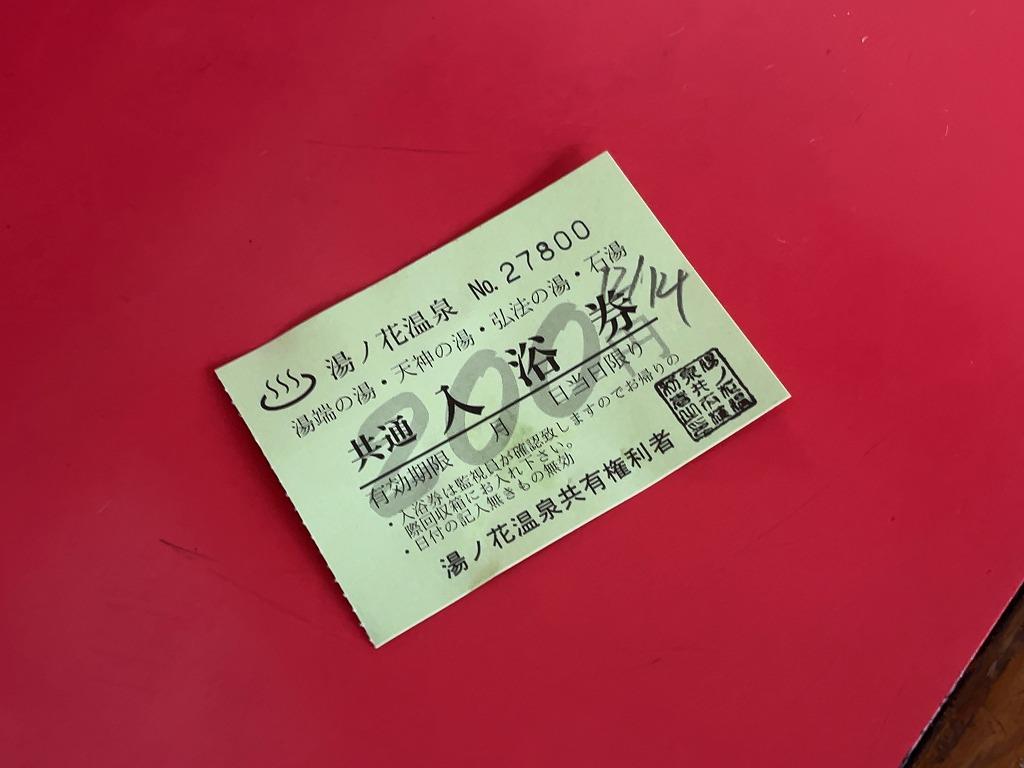 湯ノ花温泉 No. 27800
湯端の湯・天神の湯・弘法の湯・石湯
12/14
共通入浴券
300円
有効期限 月 日当日限り
・入浴券は監視員が確認致しますのでお帰りの
際回収箱にお入れ下さい。
・日付の記入無きもの無効
湯ノ花温泉共有権利者